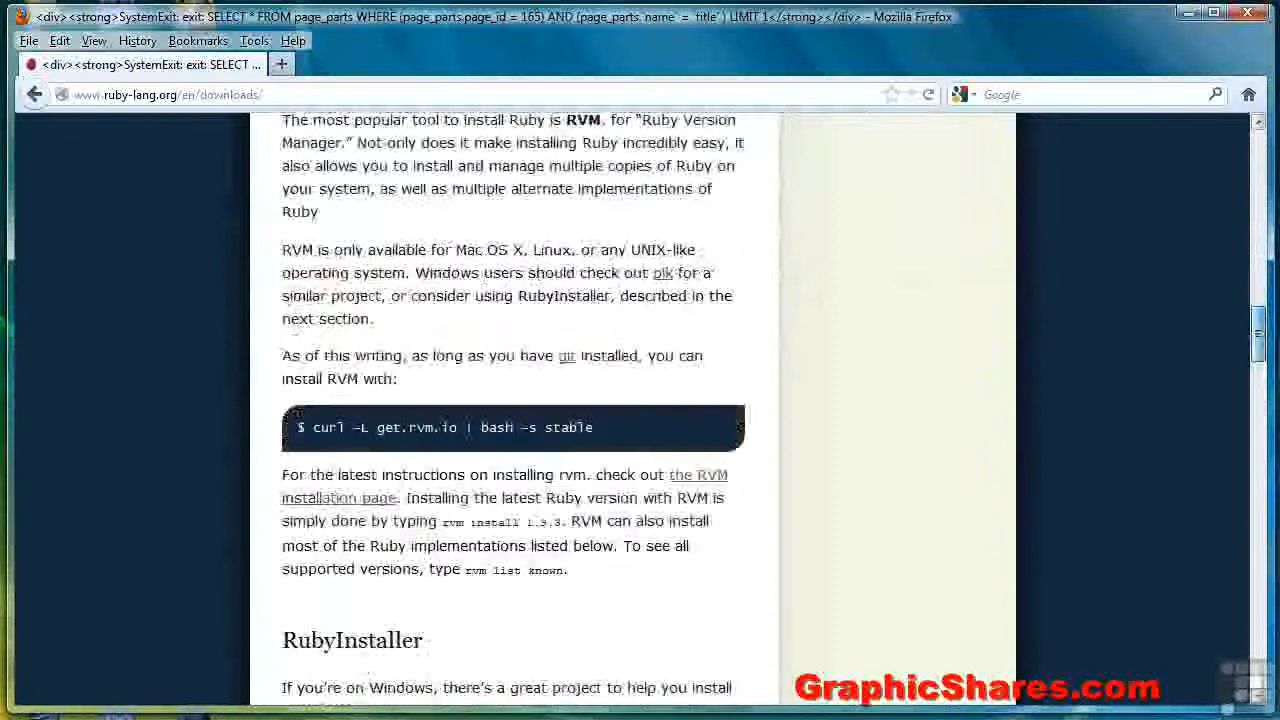 <div><strong>SystemExit: exit: SELECT * FROM page_parts WHERE (page_parts.page_id = 165) AND (page_parts.name = 'title') LIMIT 1</strong></div> - Mozilla Firefox
File Edit View History Bookmarks Tools Help
<div><strong>SystemExit: exit: SELECT ... +
www.ruby-lang.org/en/downloads/ Google
The most popular tool to install Ruby is RVM, for “Ruby Version
Manager.” Not only does it make installing Ruby incredibly easy, it
also allows you to install and manage multiple copies of Ruby on
your system, as well as multiple alternate implementations of
Ruby
RVM is only available for Mac OS X, Linux, or any UNIX-like
operating system. Windows users should check out pik for a
similar project, or consider using RubyInstaller, described in the
next section.
As of this writing, as long as you have git installed, you can
install RVM with:
$ curl -L get.rvm.io | bash -s stable
For the latest instructions on installing rvm, check out the RVM
installation page. Installing the latest Ruby version with RVM is
simply done by typing rvm install 1.9.3. RVM can also install
most of the Ruby implementations listed below. To see all
supported versions, type rvm list known.
RubyInstaller
If you’re on Windows, there’s a great project to help you install
GraphicShares.com